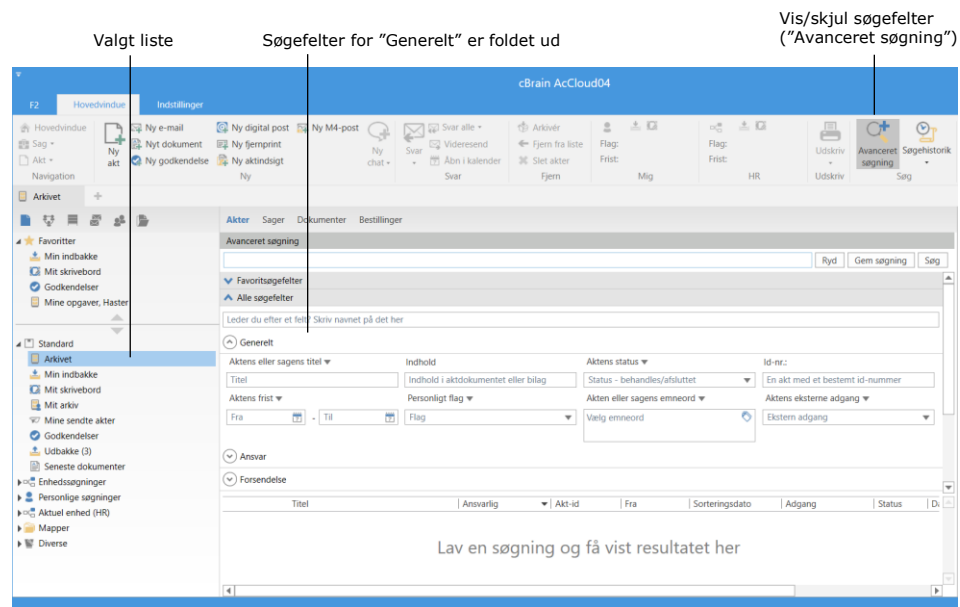 Vis/skjul søgefelter
Valgt liste
Søgefelter for ”Generelt” er foldet ud
(”Avanceret søgning”)
cBrain AcCloud04
F2 Hovedvindue Indstillinger
Hovedvindue
Sag
Akt
Navigation
Ny akt
Ny e-mail
Nyt dokument
Ny godkendelse
Ny digital post
Ny fjernprint
Ny aktindsigt
Ny M4-post
Ny
Ny chat
Svar
Svar alle
Videresend
Åbn i kalender
Svar
Arkivér
Fjern fra liste
Slet akter
Fjern
Flag:
Frist:
Mig
Flag:
Frist:
HR
Udskriv
Udskriv
Avanceret søgning
Søgehistorik
Søg
Arkivet +
Akter Sager Dokumenter Bestillinger
Favoritter
Min indbakke
Mit skrivebord
Godkendelser
Mine opgaver, Haster
Standard
Arkivet
Min indbakke
Mit skrivebord
Mit arkiv
Mine sendte akter
Godkendelser
Udbakke (3)
Seneste dokumenter
Enhedssøgninger
Personlige søgninger
Aktuel enhed (HR)
Mapper
Diverse
Avanceret søgning
Ryd Gem søgning Søg
Favoritsøgefelter
Alle søgefelter
Leder du efter et felt? Skriv navnet på det her
Generelt
Aktens eller sagens titel Indhold Aktens status Id-nr.:
Titel Indhold i aktdokumentet eller bilag Status - behandles/afsluttet En akt med et bestemt id-nummer
Aktens frist Personligt flag Akten eller sagens emneord Aktens eksterne adgang
Fra - Til Flag Vælg emneord Ekstern adgang
Ansvar
Forsendelse
Titel Ansvarlig Akt-id Fra Sorteringsdato Adgang Status
Lav en søgning og få vist resultatet her